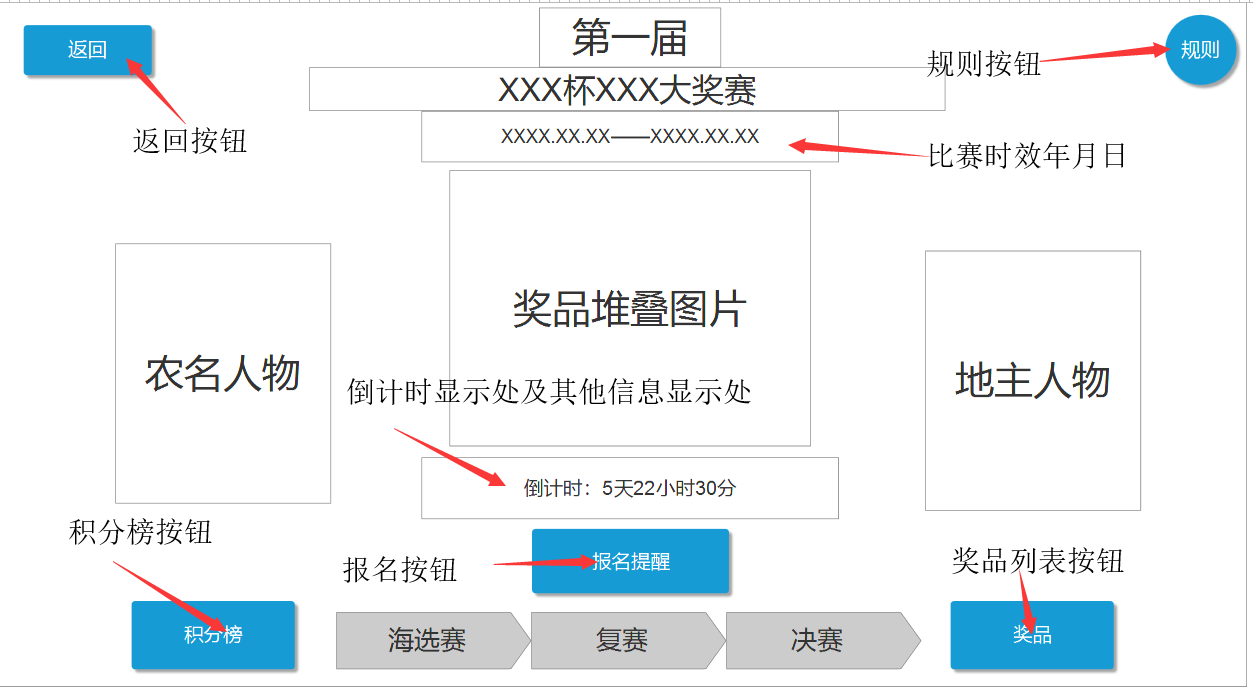 第一届
返回
规则
规则按钮
XXX杯XXX大奖赛
返回按钮
XXXX.XX.XX——XXXX.XX.XX
比赛时效年月日
奖品堆叠图片
农名人物
地主人物
倒计时显示处及其他信息显示处
倒计时：5天22小时30分
积分榜按钮
报名按钮
报名提醒
奖品列表按钮
积分榜
海选赛
复赛
决赛
奖品